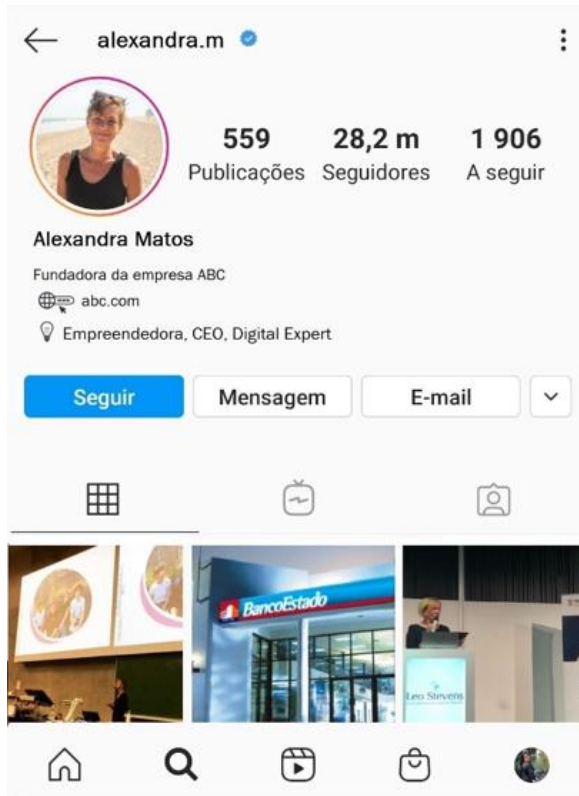 alexandra.m
559 28,2 m 1 906
Publicações Seguidores A seguir
Alexandra Matos
Fundadora da empresa ABC
abc.com
Empreendedora, CEO, Digital Expert
Seguir Mensagem E-mail
BancoEstado
Leo Stevens